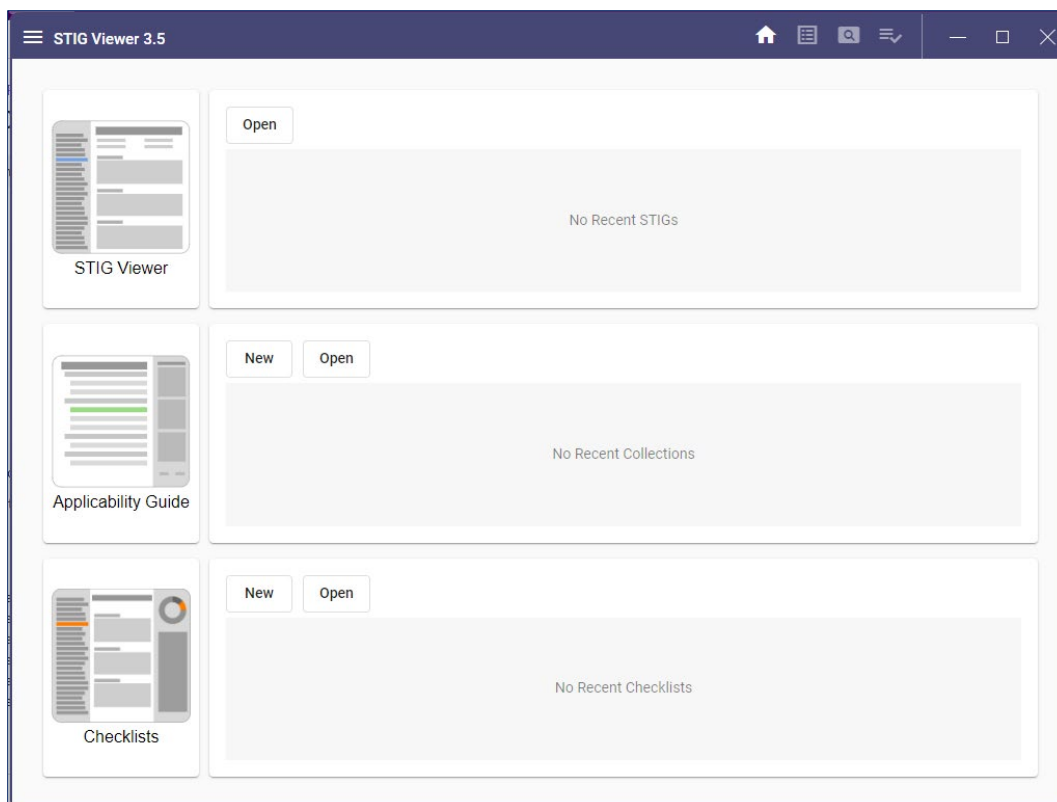 STIG Viewer 3.5
Open
No Recent STIGs
STIG Viewer
New Open
No Recent Collections
Applicability Guide
New Open
No Recent Checklists
Checklists